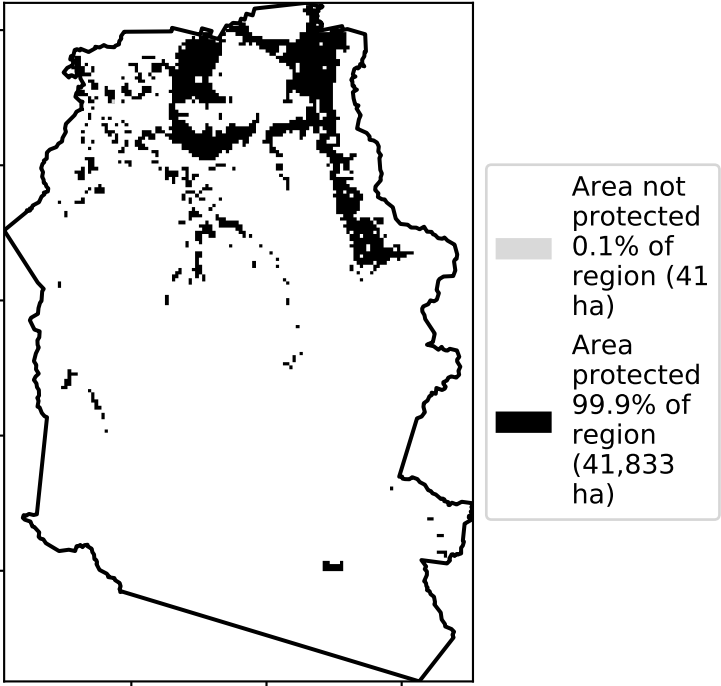 Area not
protected
0.1% of
region (41
ha)
Area
protected
99.9% of
region
(41,833
ha)